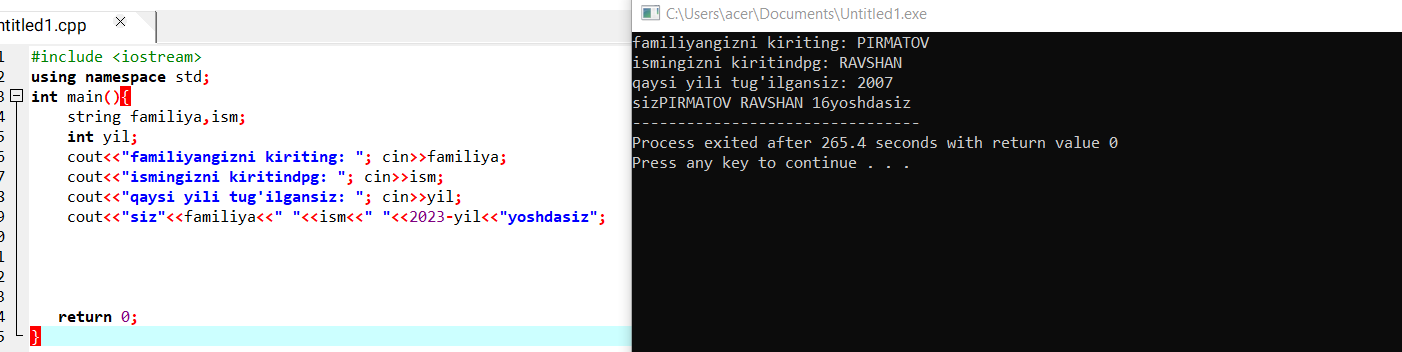 ntitled1.cpp ×
1 #include <iostream>
2 using namespace std;
3 int main(){
4 string familiya,ism;
5 int yil;
6 cout<<"familiyangizni kiriting: "; cin>>familiya;
7 cout<<"ismingizni kiritindpg: "; cin>>ism;
8 cout<<"qaysi yili tug'ilgansiz: "; cin>>yil;
9 cout<<"siz"<<familiya<<" "<<ism<<" "<<2023-yil<<"yoshdasiz";
0
1
2
3
4 return 0;
5 }
C:\Users\acer\Documents\Untitled1.exe
familiyangizni kiriting: PIRMATOV
ismingizni kiritindpg: RAVSHAN
qaysi yili tug'ilgansiz: 2007
sizPIRMATOV RAVSHAN 16yoshdasiz
--------------------------------
Process exited after 265.4 seconds with return value 0
Press any key to continue . . .